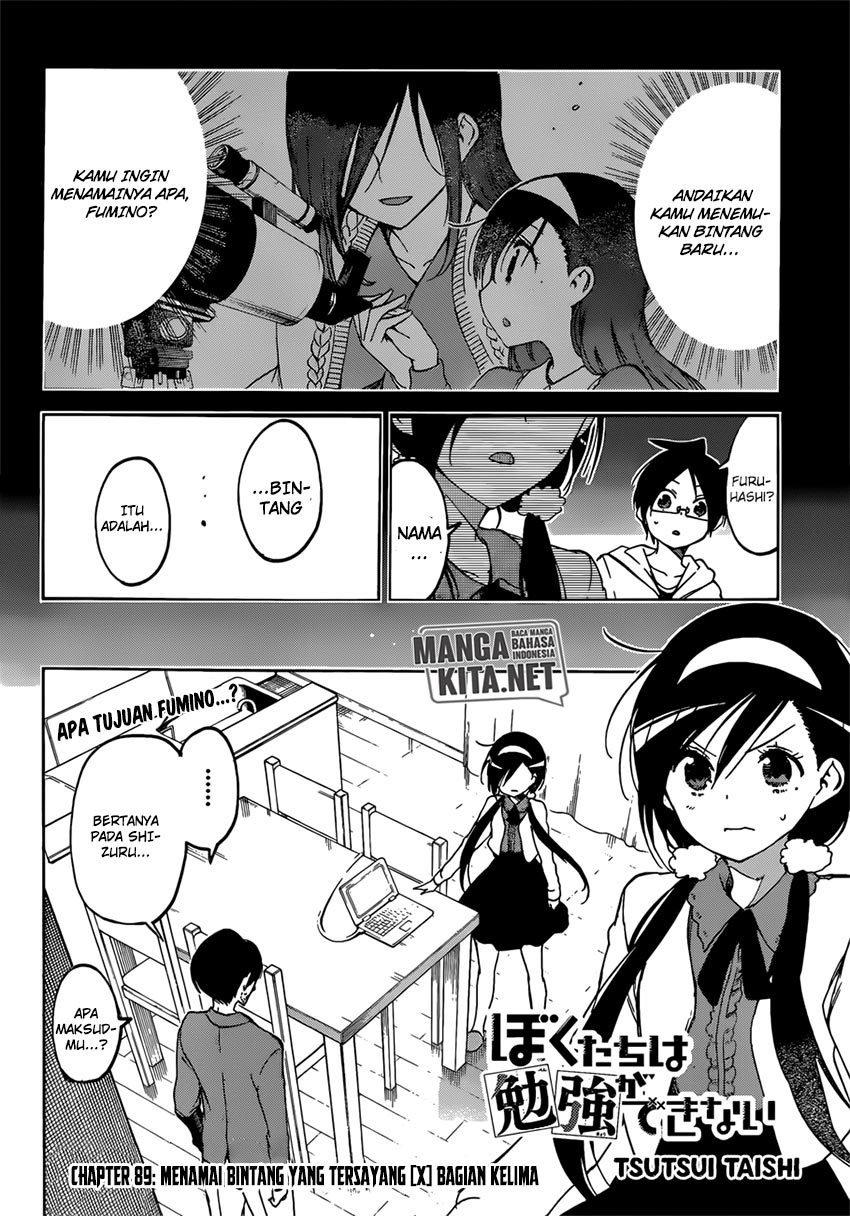 ANDAIKAN
KAMU MENEMU-
KAN BINTANG
BARU...
KAMU INGIN
MENAMAINYA APA,
FUMINO?
FURU-
HASHI?
NAMA
...
...BIN-
TANG
ITU
ADALAH...
MANGA
KITA.NET
BACA MANGA
BAHASA
INDONESIA
APA TUJUAN FUMINO...?
......
BERTANYA
PADA SHI-
ZURU...
APA
MAKSUD-
MU...?
ぼくたちは
勉強が
できない
TSUTSUI TAISHI
CHAPTER 89: MENAMAI BINTANG YANG TERSAYANG [X] BAGIAN KELIMA